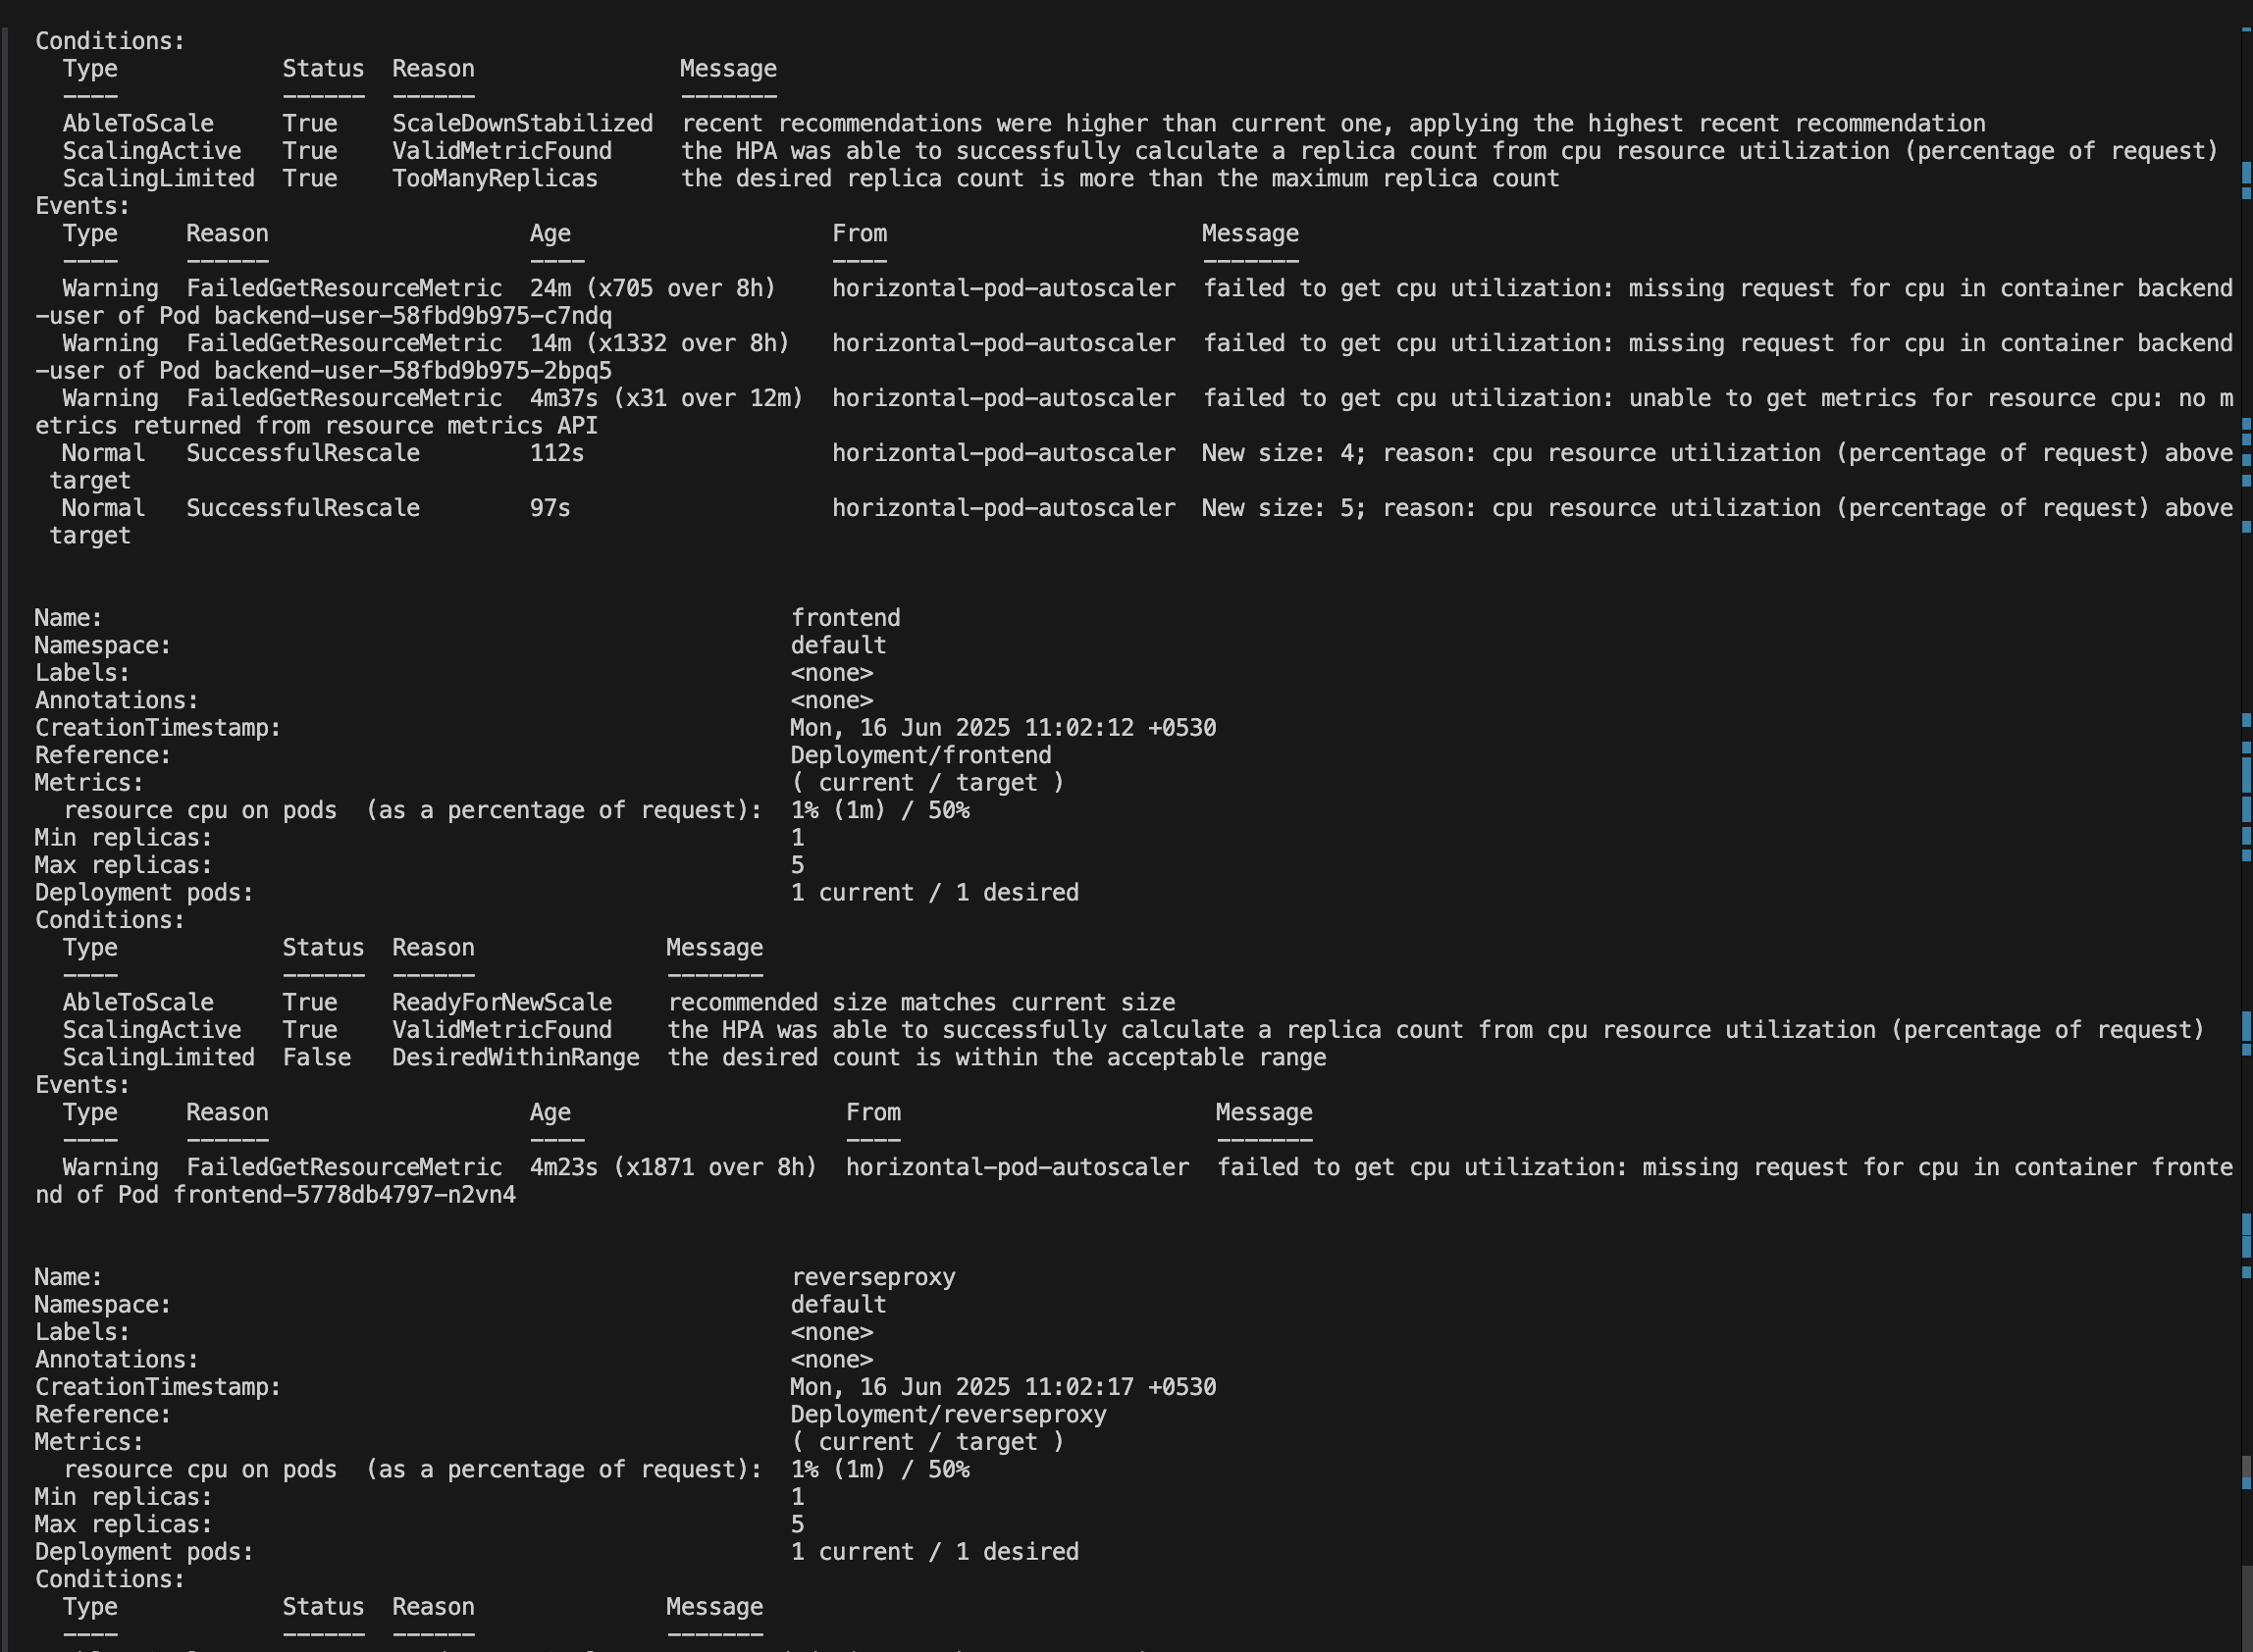 Conditions:
  Type            Status  Reason               Message
  ----            ------  ------               -------
  AbleToScale     True    ScaleDownStabilized  recent recommendations were higher than current one, applying the highest recent recommendation
  ScalingActive   True    ValidMetricFound     the HPA was able to successfully calculate a replica count from cpu resource utilization (percentage of request)
  ScalingLimited  True    TooManyReplicas      the desired replica count is more than the maximum replica count
Events:
  Type     Reason                   Age                   From                       Message
  ----     ------                   ----                  ----                       -------
  Warning  FailedGetResourceMetric  24m (x705 over 8h)    horizontal-pod-autoscaler  failed to get cpu utilization: missing request for cpu in container backend
-user of Pod backend-user-58fbd9b975-c7ndq
  Warning  FailedGetResourceMetric  14m (x1332 over 8h)   horizontal-pod-autoscaler  failed to get cpu utilization: missing request for cpu in container backend
-user of Pod backend-user-58fbd9b975-2bpq5
  Warning  FailedGetResourceMetric  4m37s (x31 over 12m)  horizontal-pod-autoscaler  failed to get cpu utilization: unable to get metrics for resource cpu: no m
etrics returned from resource metrics API
  Normal   SuccessfulRescale        112s                  horizontal-pod-autoscaler  New size: 4; reason: cpu resource utilization (percentage of request) above
 target
  Normal   SuccessfulRescale        97s                   horizontal-pod-autoscaler  New size: 5; reason: cpu resource utilization (percentage of request) above
 target
Name:                                                  frontend
Namespace:                                             default
Labels:                                                <none>
Annotations:                                           <none>
CreationTimestamp:                                     Mon, 16 Jun 2025 11:02:12 +0530
Reference:                                             Deployment/frontend
Metrics:                                               ( current / target )
  resource cpu on pods  (as a percentage of request):  1% (1m) / 50%
Min replicas:                                          1
Max replicas:                                          5
Deployment pods:                                       1 current / 1 desired
Conditions:
  Type            Status  Reason              Message
  ----            ------  ------              -------
  AbleToScale     True    ReadyForNewScale    recommended size matches current size
  ScalingActive   True    ValidMetricFound    the HPA was able to successfully calculate a replica count from cpu resource utilization (percentage of request)
  ScalingLimited  False   DesiredWithinRange  the desired count is within the acceptable range
Events:
  Type     Reason                   Age                    From                       Message
  ----     ------                   ----                   ----                       -------
  Warning  FailedGetResourceMetric  4m23s (x1871 over 8h)  horizontal-pod-autoscaler  failed to get cpu utilization: missing request for cpu in container fronte
nd of Pod frontend-5778db4797-n2vn4
Name:                                                  reverseproxy
Namespace:                                             default
Labels:                                                <none>
Annotations:                                           <none>
CreationTimestamp:                                     Mon, 16 Jun 2025 11:02:17 +0530
Reference:                                             Deployment/reverseproxy
Metrics:                                               ( current / target )
  resource cpu on pods  (as a percentage of request):  1% (1m) / 50%
Min replicas:                                          1
Max replicas:                                          5
Deployment pods:                                       1 current / 1 desired
Conditions:
  Type            Status  Reason              Message
  ----            ------  ------              -------